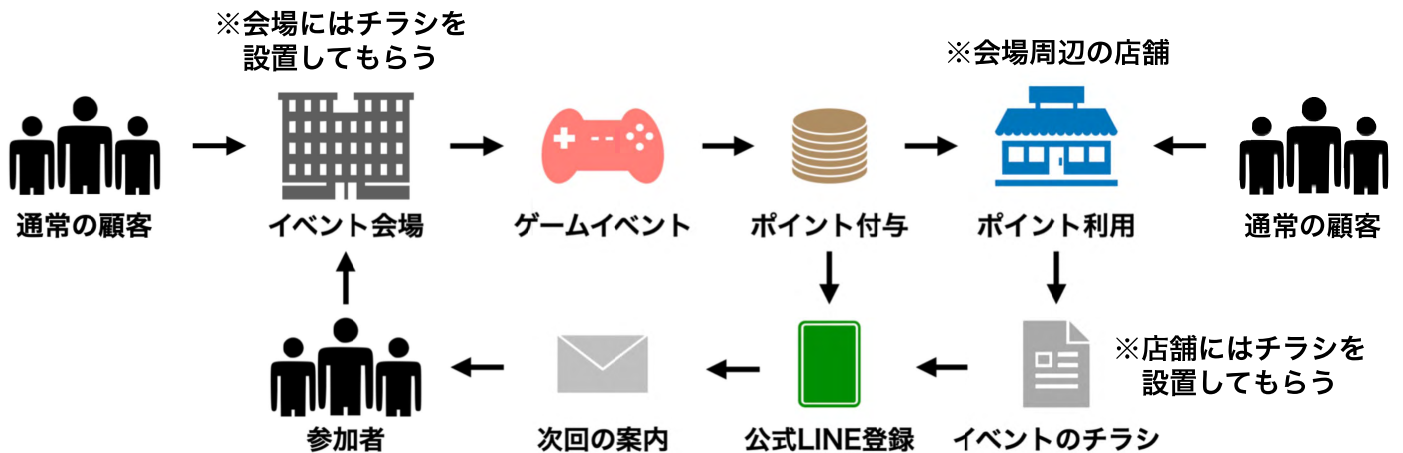 ※会場にはチラシを
設置してもらう
※会場周辺の店舗
通常の顧客
イベント会場
ゲームイベント
ポイント付与
ポイント利用
通常の顧客
※店舗にはチラシを
設置してもらう
参加者
次回の案内
公式LINE登録
イベントのチラシ